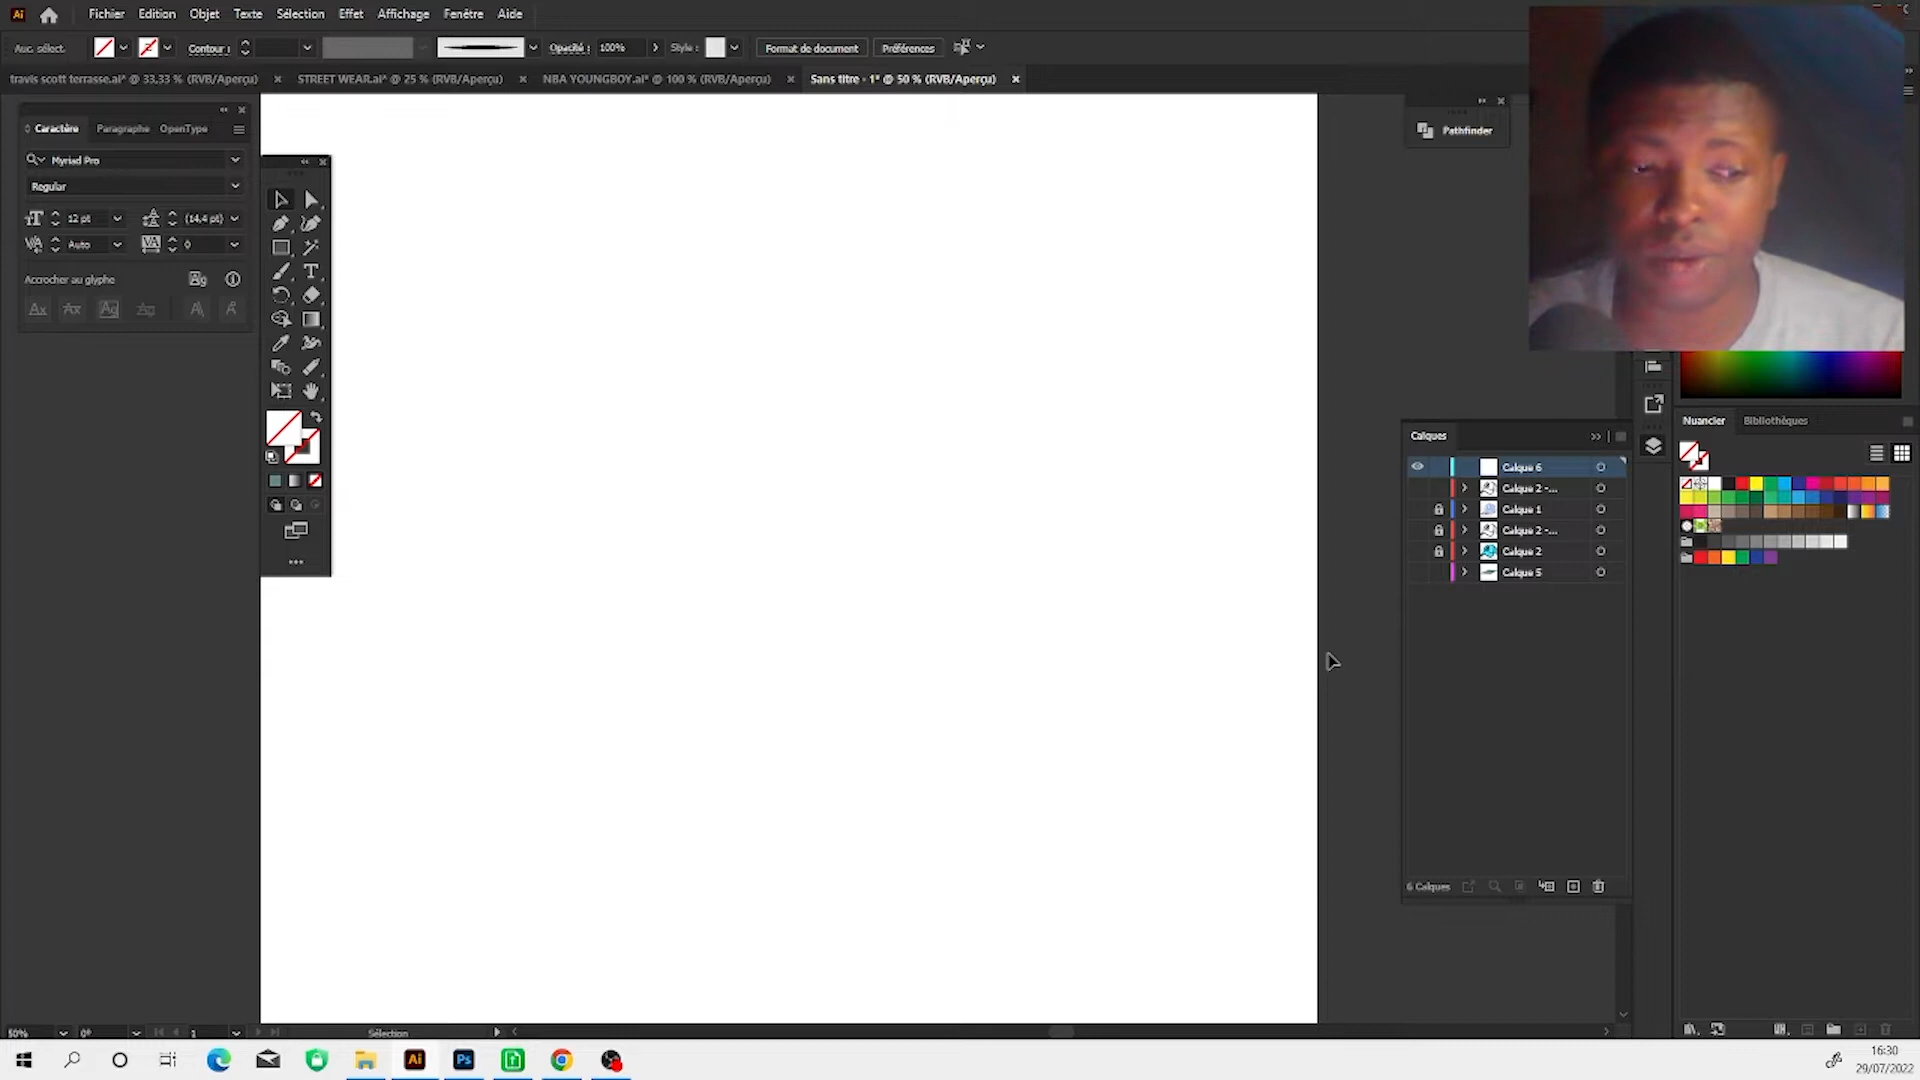 Ai Fichier Edition Objet Texte Sélection Effet Affichage Fenêtre Aide
Auc. sélect. Contour : Opacité : 100% Style : Format de document Préférences
travis scott terrasse.ai* @ 33,33 % (RVB/Aperçu) STREET WEAR.ai* @ 25 % (RVB/Aperçu) NBA YOUNGBOY.ai* @ 100 % (RVB/Aperçu) Sans titre - 1* @ 50 % (RVB/Aperçu)
Caractère Paragraphe OpenType
Myriad Pro
Regular
12 pt (14,4 pt)
Auto 0
Accrocher au glyphe
Pathfinder
Nuancier Bibliothèques
Calques
Calque 6
Calque 2 -...
Calque 1
Calque 2 -...
Calque 2
Calque 5
6 Calques
50% 0° 1 Sélection
Ai Ps
16:30
29/07/2022